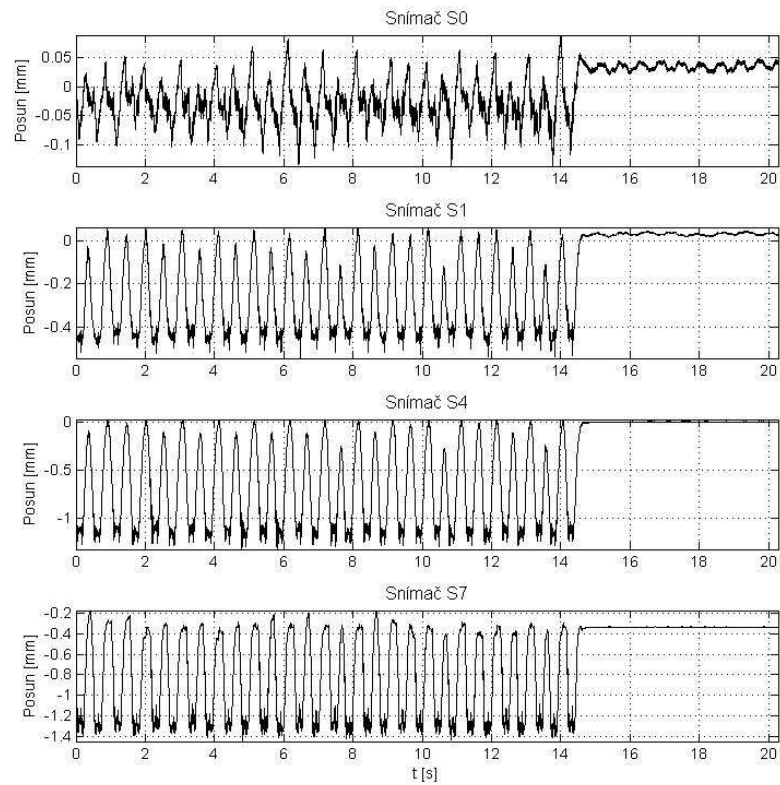 Snímač S0
Posun [mm]
0.05
0
-0.05
-0.1
0 2 4 6 8 10 12 14 16 18 20
Snímač S1
Posun [mm]
0
-0.2
-0.4
0 2 4 6 8 10 12 14 16 18 20
Snímač S4
Posun [mm]
0
-0.5
-1
0 2 4 6 8 10 12 14 16 18 20
Snímač S7
Posun [mm]
-0.2
-0.4
-0.6
-0.8
-1
-1.2
-1.4
0 2 4 6 8 10 12 14 16 18 20
t [s]